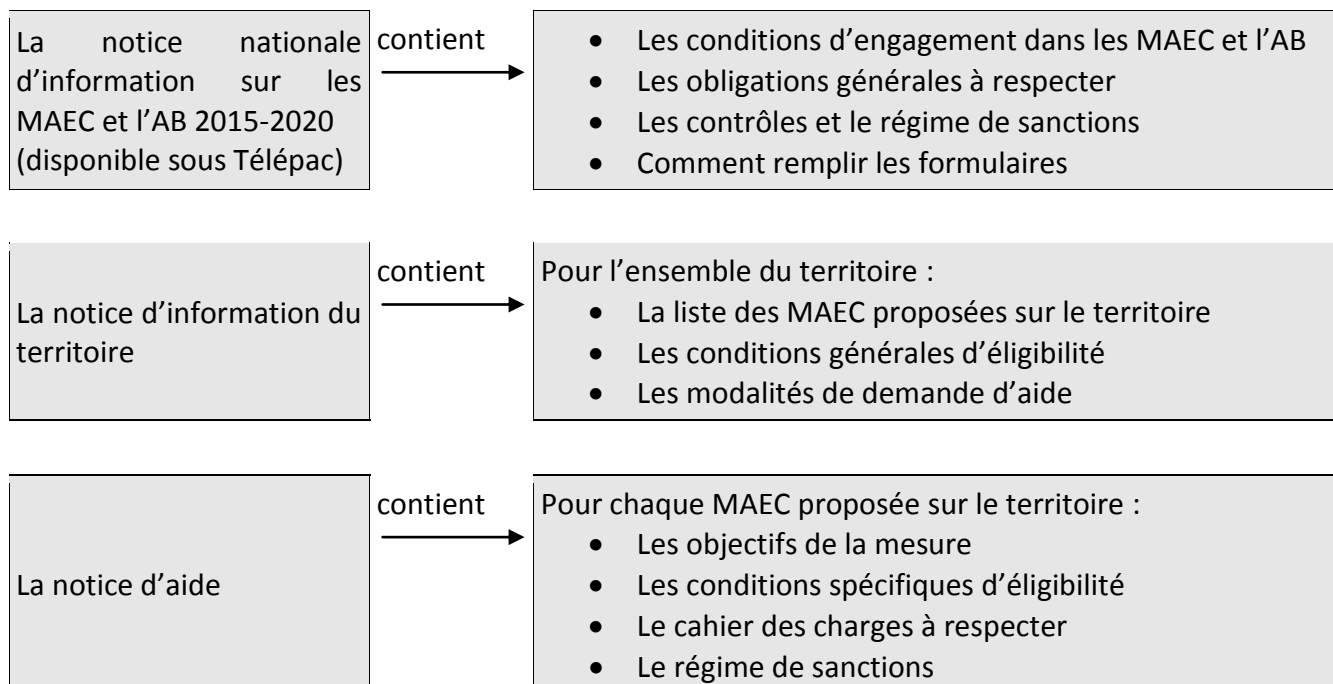 La notice nationale
d’information sur les
MAEC et l’AB 2015-2020
(disponible sous Télépac)
contient
• Les conditions d’engagement dans les MAEC et l’AB
• Les obligations générales à respecter
• Les contrôles et le régime de sanctions
• Comment remplir les formulaires
La notice d’information du
territoire
contient
Pour l’ensemble du territoire :
• La liste des MAEC proposées sur le territoire
• Les conditions générales d’éligibilité
• Les modalités de demande d’aide
La notice d’aide
contient
Pour chaque MAEC proposée sur le territoire :
• Les objectifs de la mesure
• Les conditions spécifiques d’éligibilité
• Le cahier des charges à respecter
• Le régime de sanctions